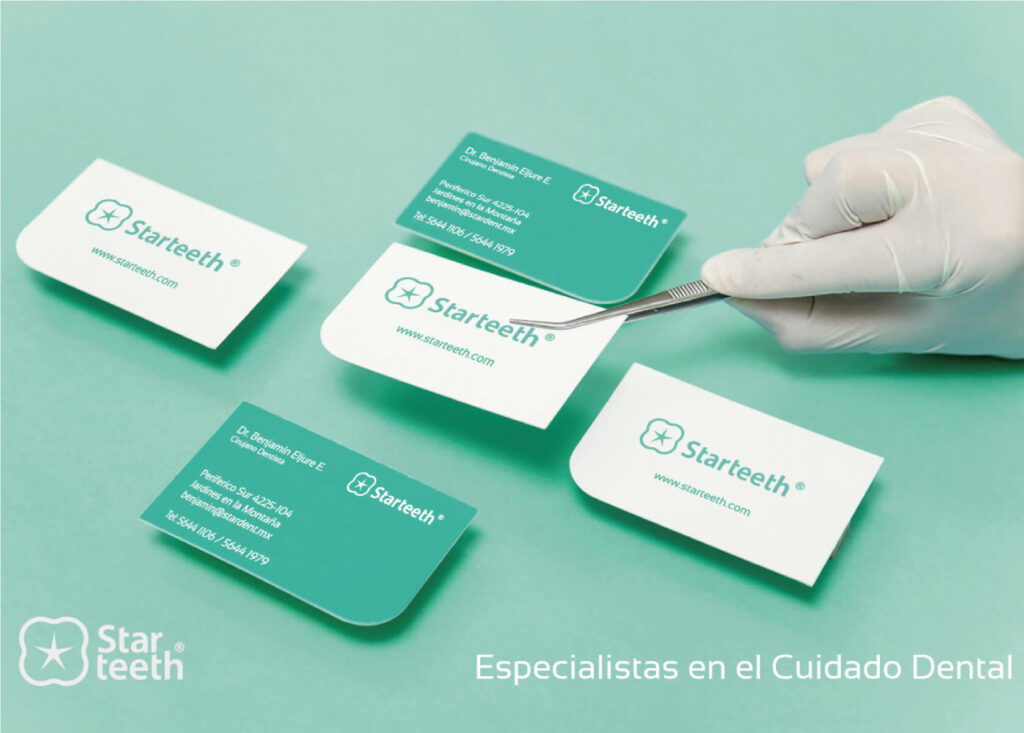 Dr. Benjamín Eljure E.
Cirujano Dentista
Periferico Sur 4225-104
Jardines en la Montaña
benjamin@stardent.mx
Tel: 5644 1106 / 5644 1979
Starteeth®
Starteeth®
www.starteeth.com
Starteeth®
www.starteeth.com
Starteeth®
www.starteeth.com
Dr. Benjamín Eljure E.
Cirujano Dentista
Periferico Sur 4225-104
Jardines en la Montaña
benjamin@stardent.mx
Tel: 5644 1106 / 5644 1979
Starteeth®
Star
teeth®
Especialistas en el Cuidado Dental